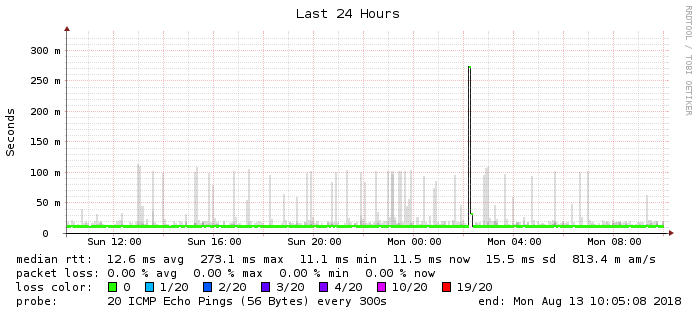 Last 24 Hours
RRDTOOL / TOBI OETIKER
Seconds
300 m
250 m
200 m
150 m
100 m
50 m
0
Sun 12:00 Sun 16:00 Sun 20:00 Mon 00:00 Mon 04:00 Mon 08:00
median rtt: 12.6 ms avg 273.1 ms max 11.1 ms min 11.5 ms now 15.5 ms sd 813.4 m am/s
packet loss: 0.00 % avg 0.00 % max 0.00 % min 0.00 % now
loss color: 0 1/20 2/20 3/20 4/20 10/20 19/20
probe: 20 ICMP Echo Pings (56 Bytes) every 300s end: Mon Aug 13 10:05:08 2018